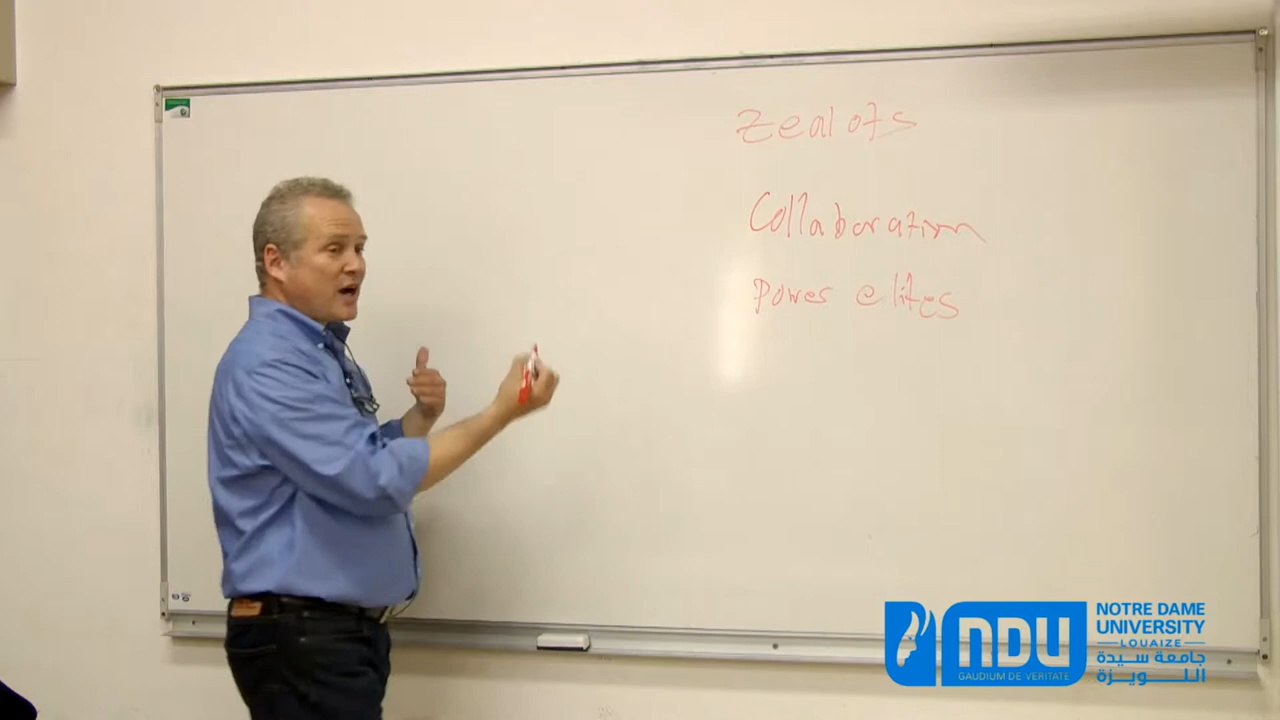 Zealots
Collaboration
Power elites
NDU
GAUDIUM DE VERITATE
NOTRE DAME
UNIVERSITY
LOUAIZE
جامعة سيدة
اللويزة